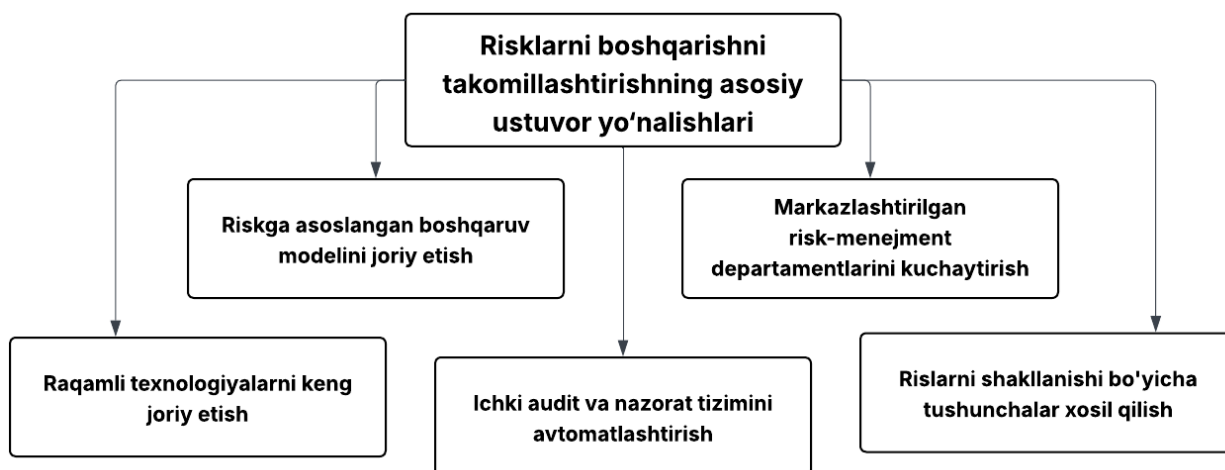 Risklarni boshqarishni
takomillashtirishning asosiy
ustuvor yo‘nalishlari
Riskga asoslangan boshqaruv
modelini joriy etish
Markazlashtirilgan
risk-menejment
departamentlarini kuchaytirish
Raqamli texnologiyalarni keng
joriy etish
Ichki audit va nazorat tizimini
avtomatlashtirish
Rislarni shakllanishi bo'yicha
tushunchalar xosil qilish